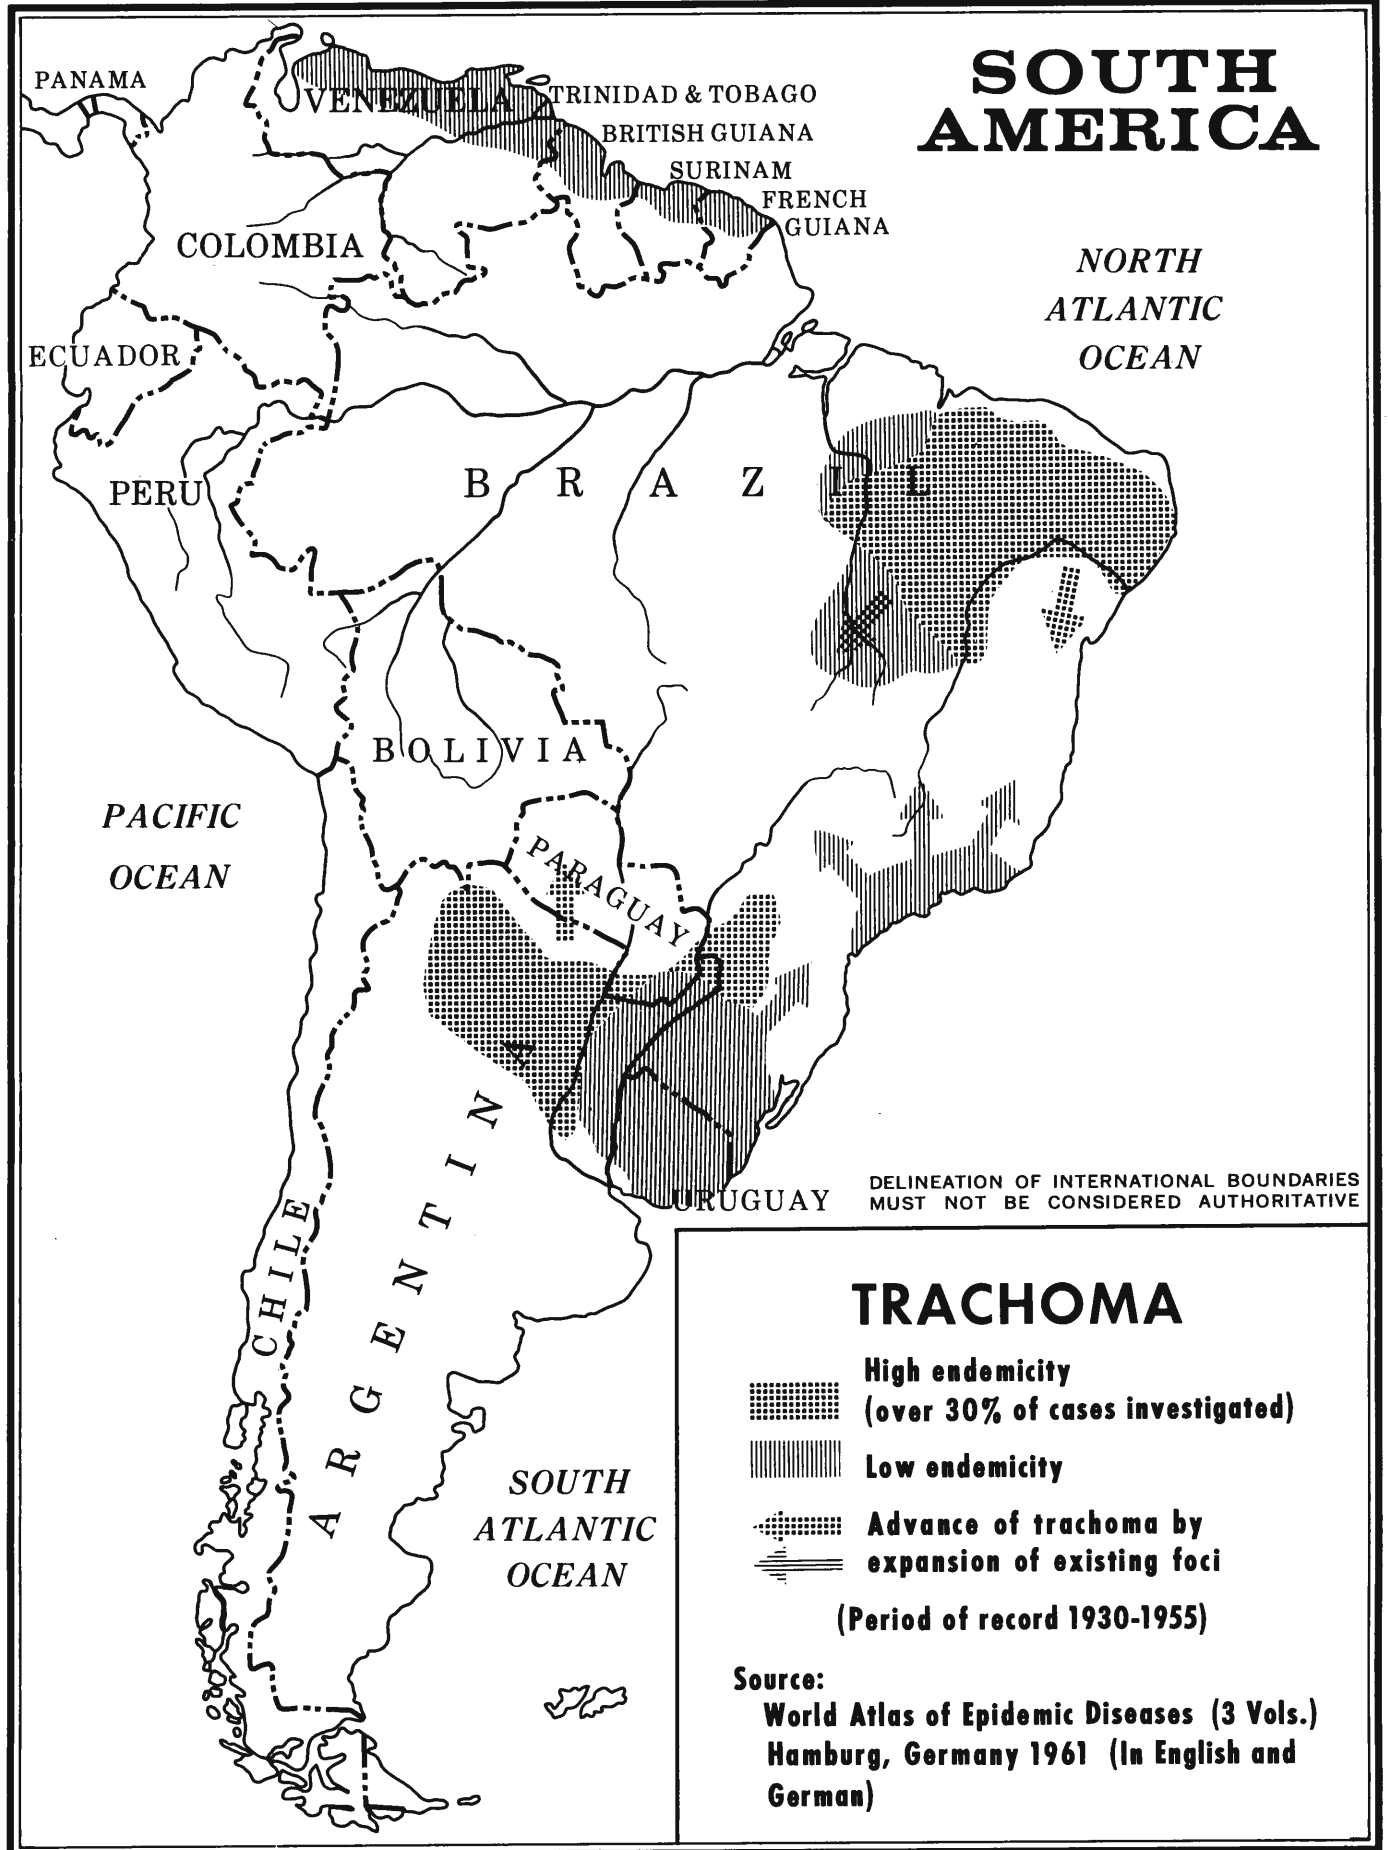 SOUTH
AMERICA
PANAMA
VENEZUELA
TRINIDAD & TOBAGO
BRITISH GUIANA
SURINAM
FRENCH
GUIANA
COLOMBIA
NORTH
ATLANTIC
OCEAN
ECUADOR
PERU
BRAZIL
BOLIVIA
PACIFIC
OCEAN
PARAGUAY
ARGENTINA
CHILE
URUGUAY
DELINEATION OF INTERNATIONAL BOUNDARIES
MUST NOT BE CONSIDERED AUTHORITATIVE
SOUTH
ATLANTIC
OCEAN
TRACHOMA
High endemicity
(over 30% of cases investigated)
Low endemicity
Advance of trachoma by
expansion of existing foci
(Period of record 1930-1955)
Source:
World Atlas of Epidemic Diseases (3 Vols.)
Hamburg, Germany 1961 (In English and
German)